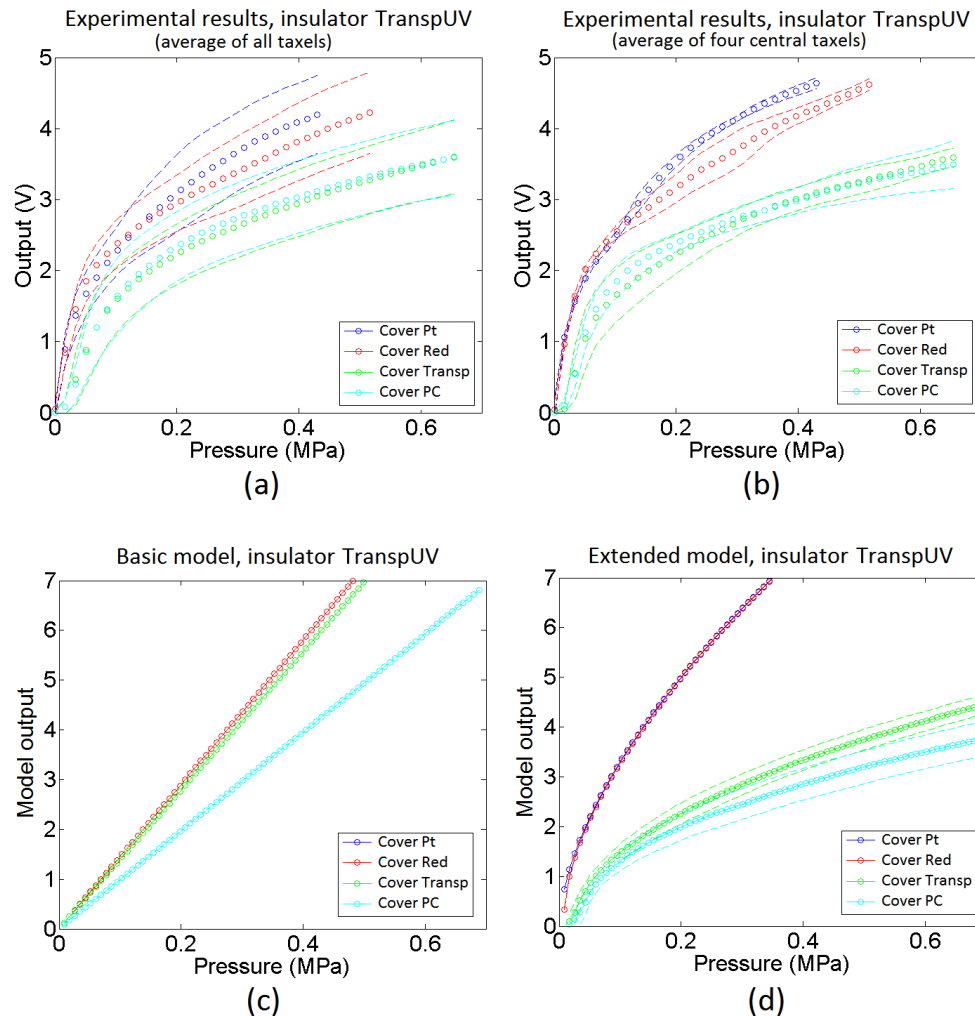 Experimental results, insulator TranspUV
(average of all taxels)
5
4
3
2
1
0
Output (V)
0
0.2
0.4
0.6
Pressure (MPa)
Cover Pt
Cover Red
Cover Transp
Cover PC
(a)
Experimental results, insulator TranspUV
(average of four central taxels)
5
4
3
2
1
0
Output (V)
0
0.2
0.4
0.6
Pressure (MPa)
Cover Pt
Cover Red
Cover Transp
Cover PC
(b)
Basic model, insulator TranspUV
7
6
5
4
3
2
1
0
Model output
0
0.2
0.4
0.6
Pressure (MPa)
Cover Pt
Cover Red
Cover Transp
Cover PC
(c)
Extended model, insulator TranspUV
7
6
5
4
3
2
1
0
Model output
0
0.2
0.4
0.6
Pressure (MPa)
Cover Pt
Cover Red
Cover Transp
Cover PC
(d)